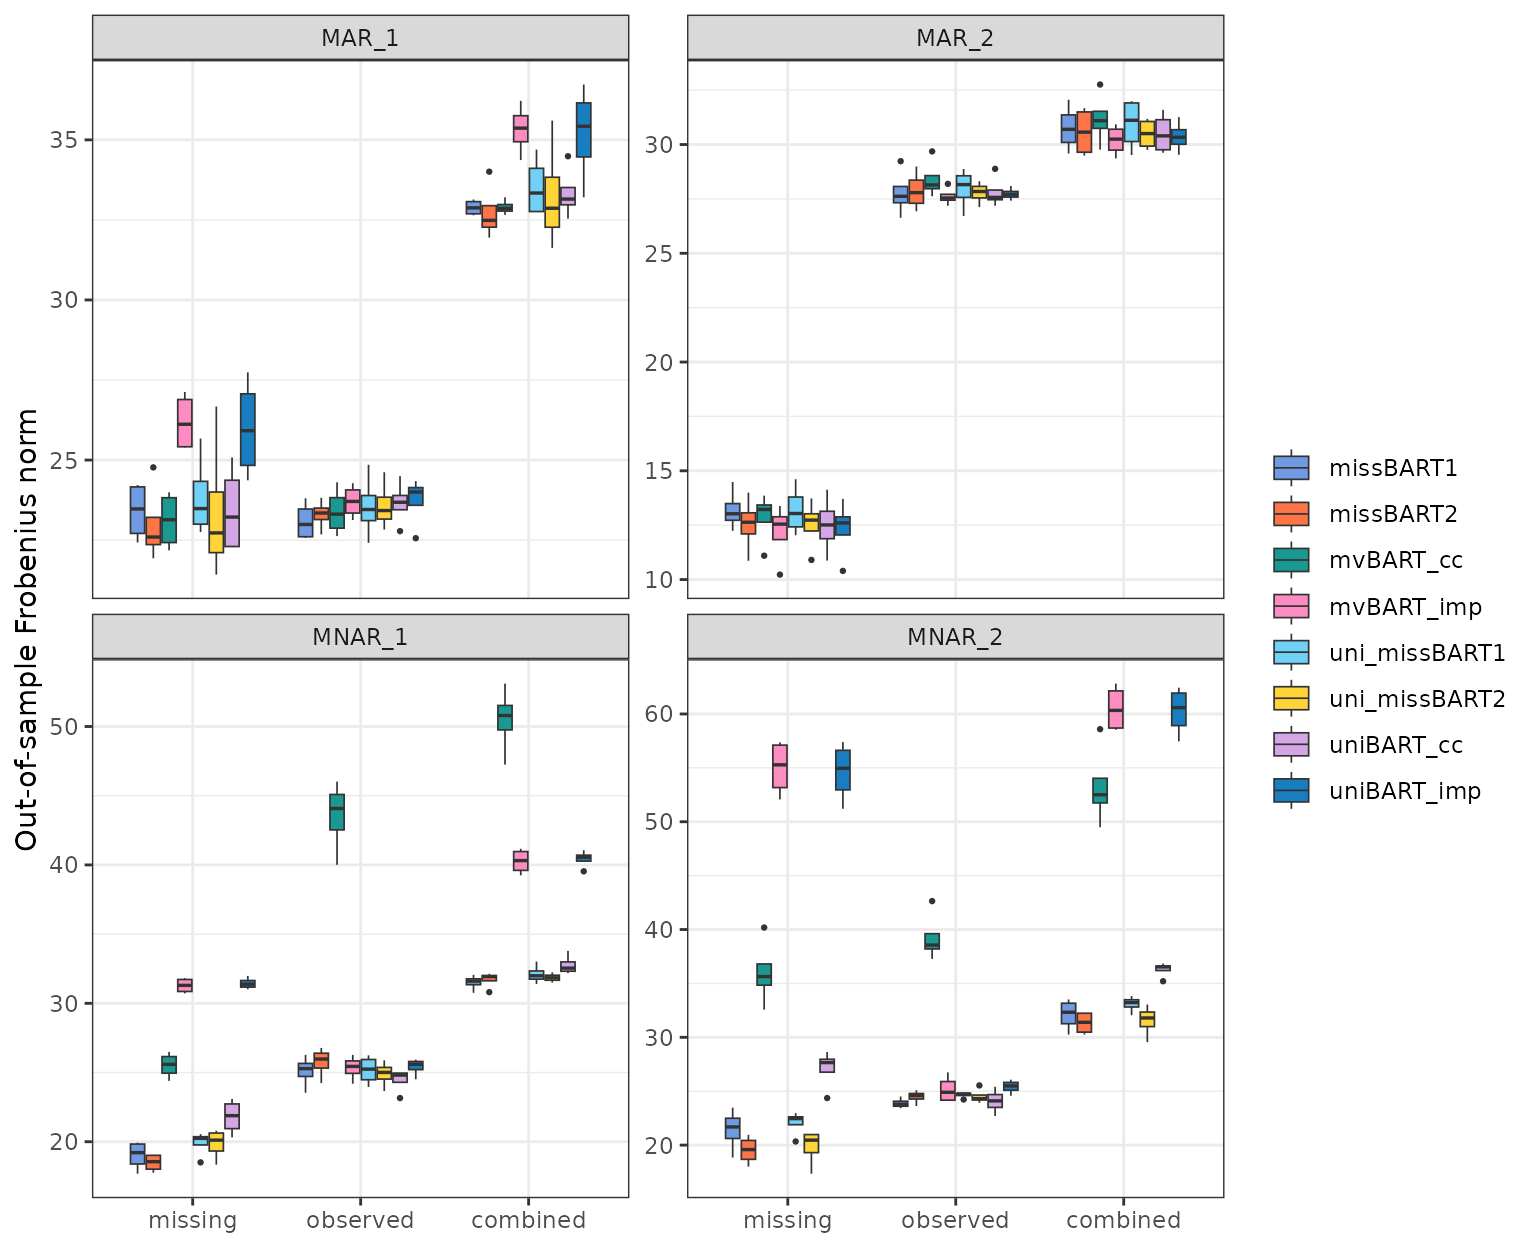 MAR_1
MAR_2
35
30
25
30
25
20
15
10
Out-of-sample Frobenius norm
MNAR_1
MNAR_2
50
40
30
20
60
50
40
30
20
missing
observed
combined
missing
observed
combined
missBART1
missBART2
mvBART_cc
mvBART_imp
uni_missBART1
uni_missBART2
uniBART_cc
uniBART_imp